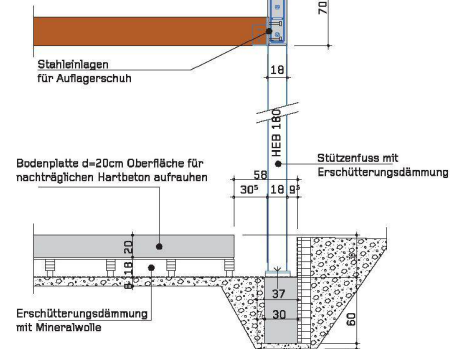 70
Stahleinlagen
für Auflagerschuh
18
HEB 180
Bodenplatte d=20cm Oberfläche für
nachträglichen Hartbeton aufrauhen
Stützenfuss mit
Erschütterungsdämmung
58
30⁵ 18 9⁵
20
18
8
37
30
60
Erschütterungsdämmung
mit Mineralwolle